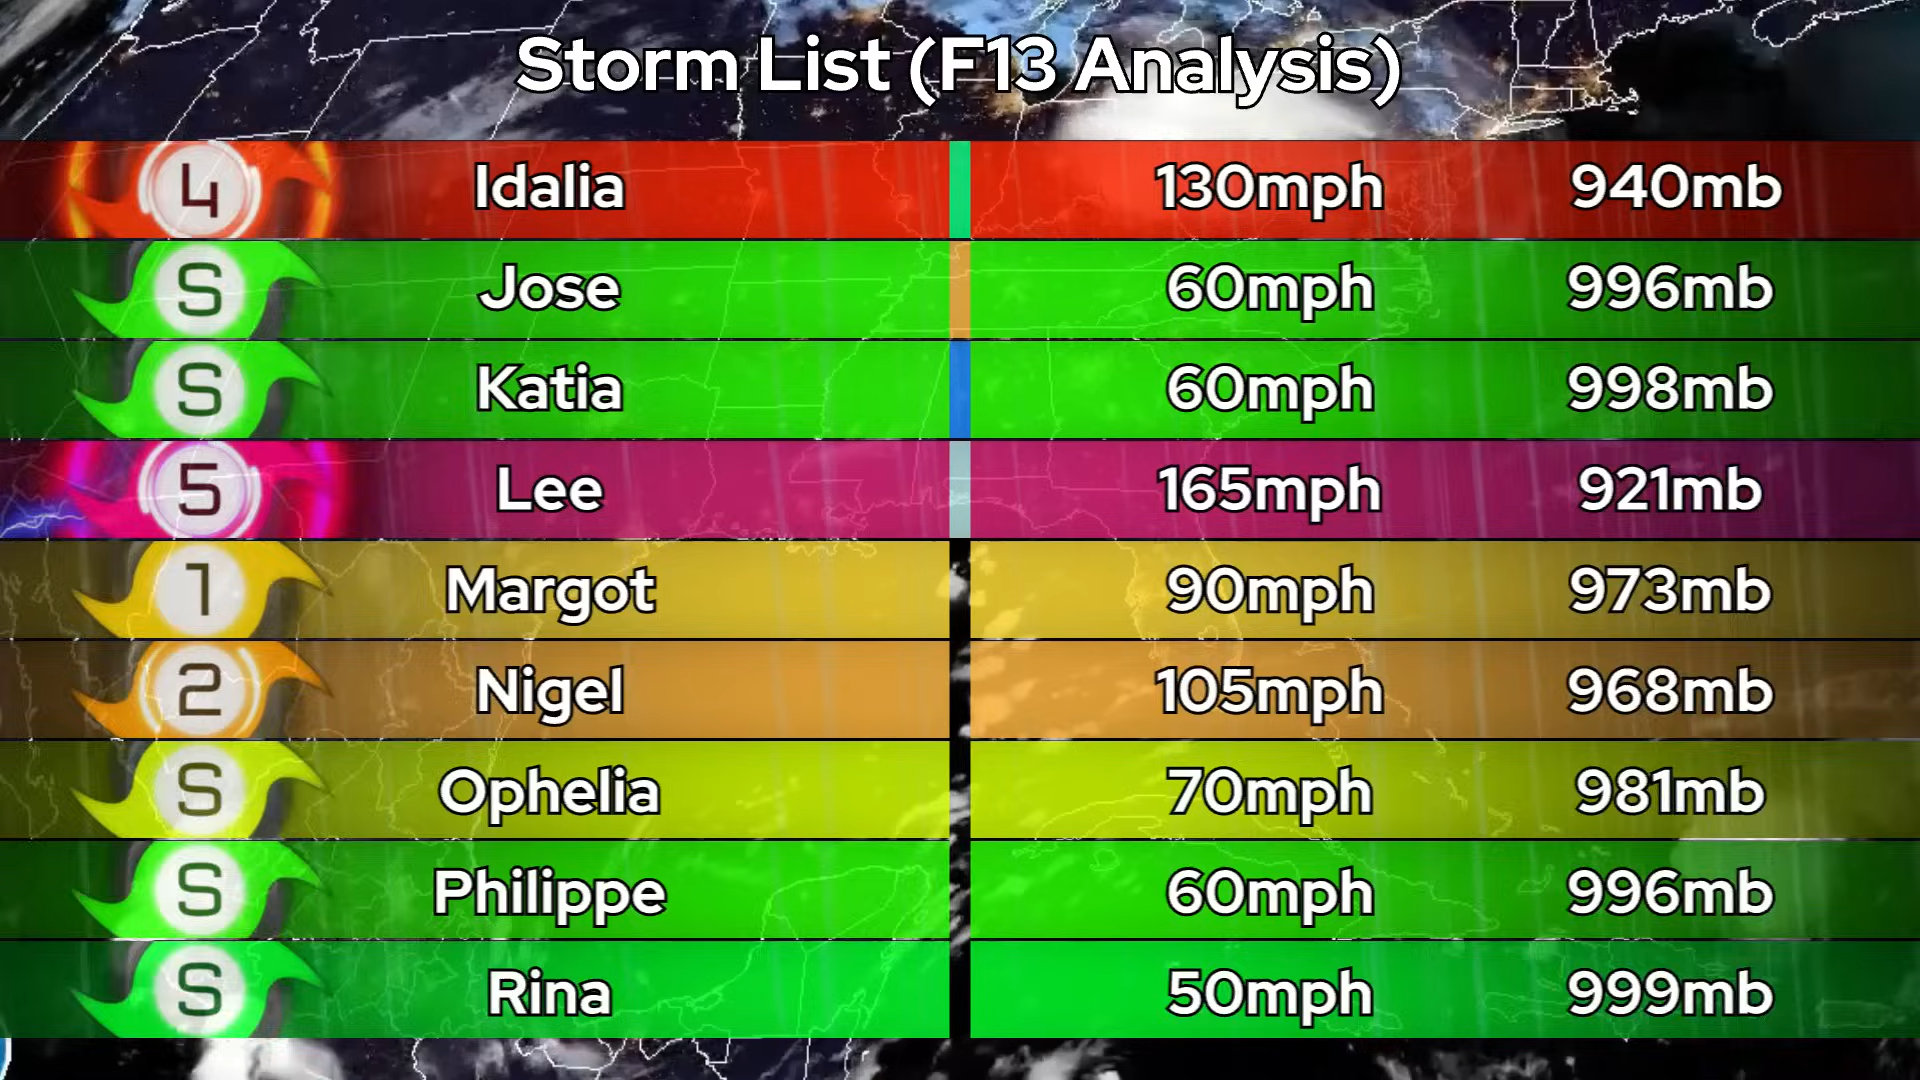 Storm List (F13 Analysis)
4 Idalia 130mph 940mb
S Jose 60mph 996mb
S Katia 60mph 998mb
5 Lee 165mph 921mb
1 Margot 90mph 973mb
2 Nigel 105mph 968mb
S Ophelia 70mph 981mb
S Philippe 60mph 996mb
S Rina 50mph 999mb